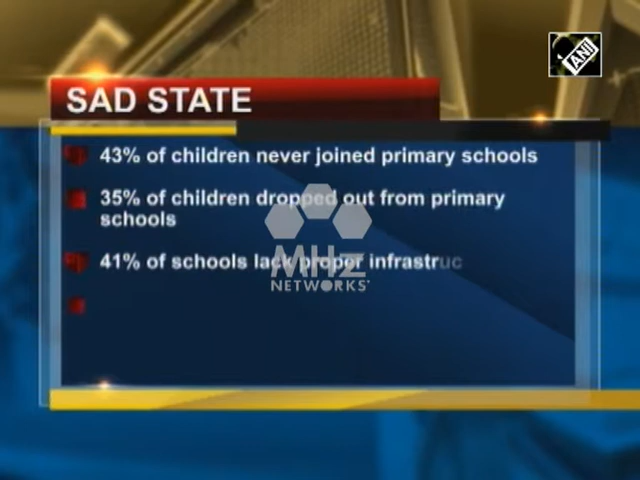 ANI
SAD STATE
43% of children never joined primary schools
35% of children dropped out from primary
schools
41% of schools lack proper infrastruc
MHz
NETWORKS